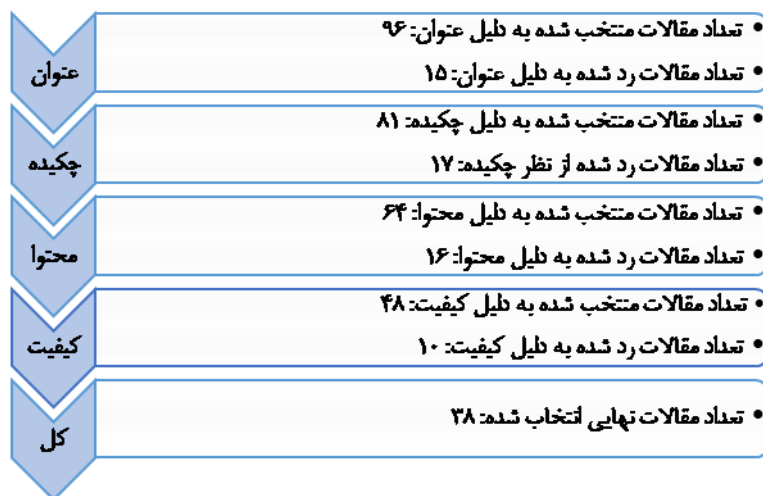 عنوان
• تعداد مقالات منتخب شده به دلیل عنوان: ۹۶
• تعداد مقالات رد شده به دلیل عنوان: ۱۵
چکیده
• تعداد مقالات منتخب شده به دلیل چکیده: ۸۱
• تعداد مقالات رد شده از نظر چکیده: ۱۷
محتوا
• تعداد مقالات منتخب شده به دلیل محتوا: ۶۴
• تعداد مقالات رد شده به دلیل محتوا: ۱۶
کیفیت
• تعداد مقالات منتخب شده به دلیل کیفیت: ۴۸
• تعداد مقالات رد شده به دلیل کیفیت: ۱۰
کل
• تعداد مقالات نهایی انتخاب شده: ۳۸